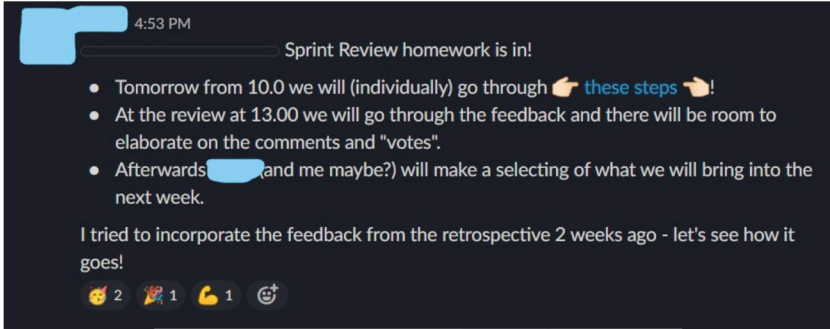 4:53 PM
Sprint Review homework is in!
• Tomorrow from 10.0 we will (individually) go through 👉🏻 these steps 👈🏻!
• At the review at 13.00 we will go through the feedback and there will be room to
elaborate on the comments and "votes".
• Afterwards (and me maybe?) will make a selecting of what we will bring into the
next week.
I tried to incorporate the feedback from the retrospective 2 weeks ago - let's see how it
goes!
🥳 2 🎉 1 💪 1